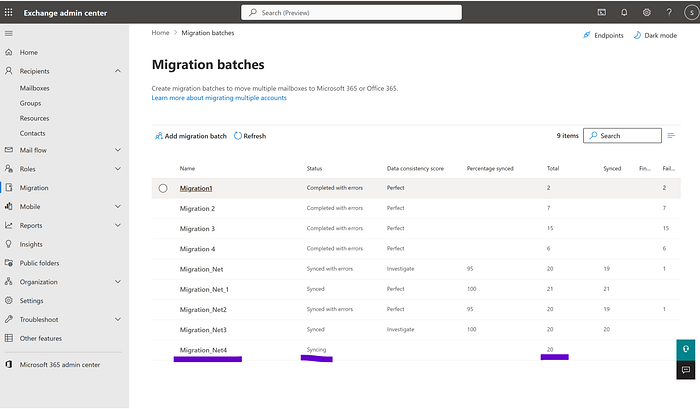 Exchange admin center
Search (Preview)
S
Home
Recipients
Mailboxes
Groups
Resources
Contacts
Mail flow
Roles
Migration
Mobile
Reports
Insights
Public folders
Organization
Settings
Troubleshoot
Other features
Microsoft 365 admin center
Home > Migration batches
Endpoints
Dark mode
Migration batches
Create migration batches to move multiple mailboxes to Microsoft 365 or Office 365.
Learn more about migrating multiple accounts
Add migration batch Refresh 9 items Search
Name Status Data consistency score Percentage synced Total Synced Fin... Fail...
Migration1 Completed with errors Perfect 2 2
Migration 2 Completed with errors Perfect 7 7
Migration 3 Completed with errors Perfect 15 15
Migration 4 Completed with errors Perfect 6 6
Migration_Net Synced with errors Investigate 95 20 19 1
Migration_Net_1 Synced Perfect 100 21 21
Migration_Net2 Synced with errors Perfect 95 20 19 1
Migration_Net3 Synced Investigate 100 20 20
Migration_Net4 Syncing 20